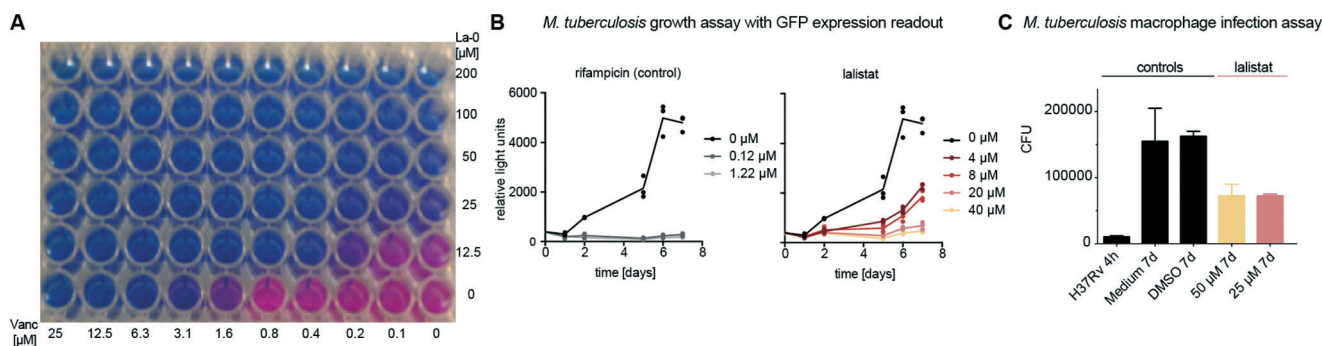 A
La-0
[µM]
200
100
50
25
12.5
0
Vanc
[µM]
25 12.5 6.3 3.1 1.6 0.8 0.4 0.2 0.1 0
B
M. tuberculosis growth assay with GFP expression readout
rifampicin (control)
relative light units
6000
4000
2000
0
0 2 4 6 8
time [days]
0 µM
0.12 µM
1.22 µM
lalistat
0 2 4 6 8
time [days]
0 µM
4 µM
8 µM
20 µM
40 µM
C
M. tuberculosis macrophage infection assay
controls lalistat
CFU
200000
150000
100000
50000
0
H37Rv 4h
Medium 7d
DMSO 7d
50 µM 7d
25 µM 7d